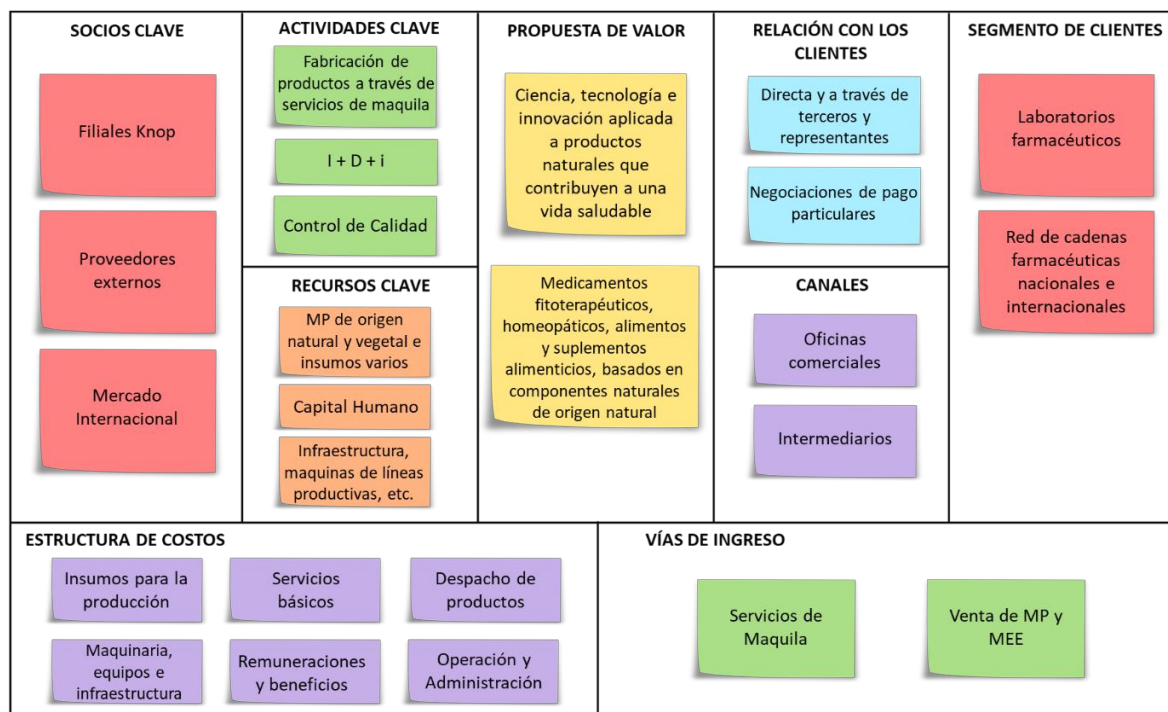 SOCIOS CLAVE
Filiales Knop
Proveedores
externos
Mercado
Internacional
ACTIVIDADES CLAVE
Fabricación de
productos a través de
servicios de maquila
I + D + i
Control de Calidad
RECURSOS CLAVE
MP de origen
natural y vegetal e
insumos varios
Capital Humano
Infraestructura,
maquinas de líneas
productivas, etc.
PROPUESTA DE VALOR
Ciencia, tecnología e
innovación aplicada
a productos
naturales que
contribuyen a una
vida saludable
Medicamentos
fitoterapéuticos,
homeopáticos, alimentos
y suplementos
alimenticios, basados en
componentes naturales
de origen natural
RELACIÓN CON LOS
CLIENTES
Directa y a través de
terceros y
representantes
Negociaciones de pago
particulares
CANALES
Oficinas
comerciales
Intermediarios
SEGMENTO DE CLIENTES
Laboratorios
farmacéuticos
Red de cadenas
farmacéuticas
nacionales e
internacionales
ESTRUCTURA DE COSTOS
Insumos para la
producción
Servicios
básicos
Despacho de
productos
Maquinaria,
equipos e
infraestructura
Remuneraciones
y beneficios
Operación y
Administración
VÍAS DE INGRESO
Servicios de
Maquila
Venta de MP y
MEE